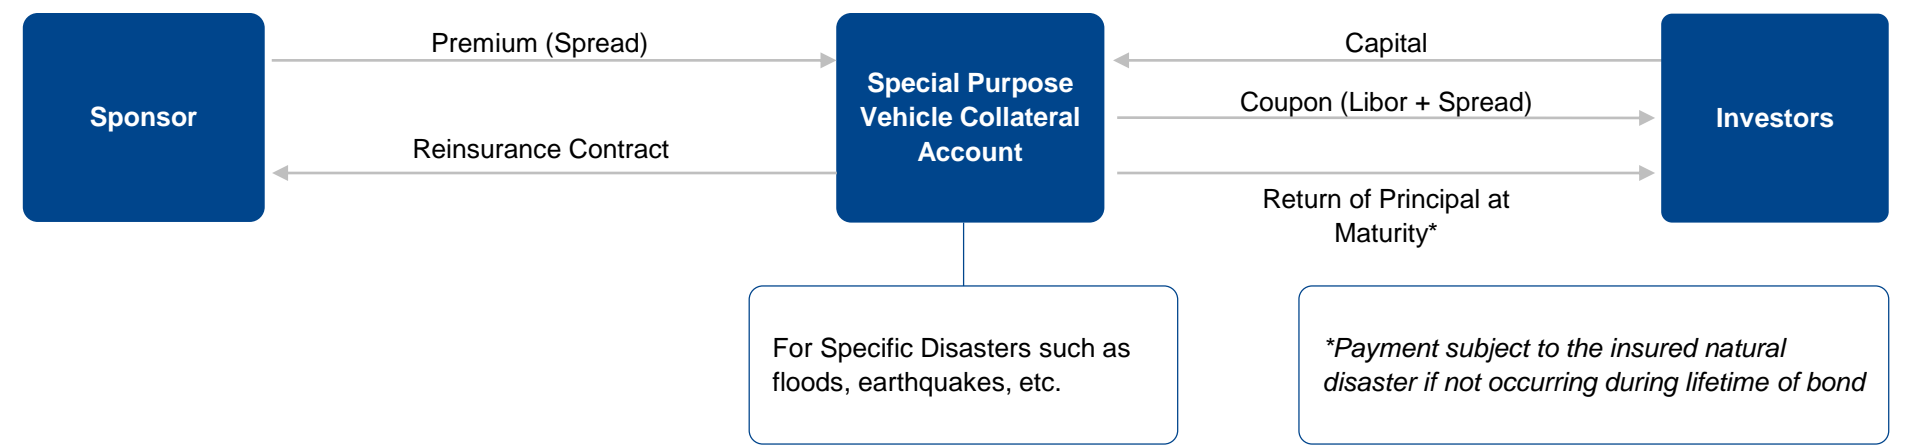 Premium (Spread)
Capital
Sponsor
Special Purpose
Vehicle Collateral
Account
Coupon (Libor + Spread)
Investors
Reinsurance Contract
Return of Principal at
Maturity*
For Specific Disasters such as
floods, earthquakes, etc.
*Payment subject to the insured natural
disaster if not occurring during lifetime of bond